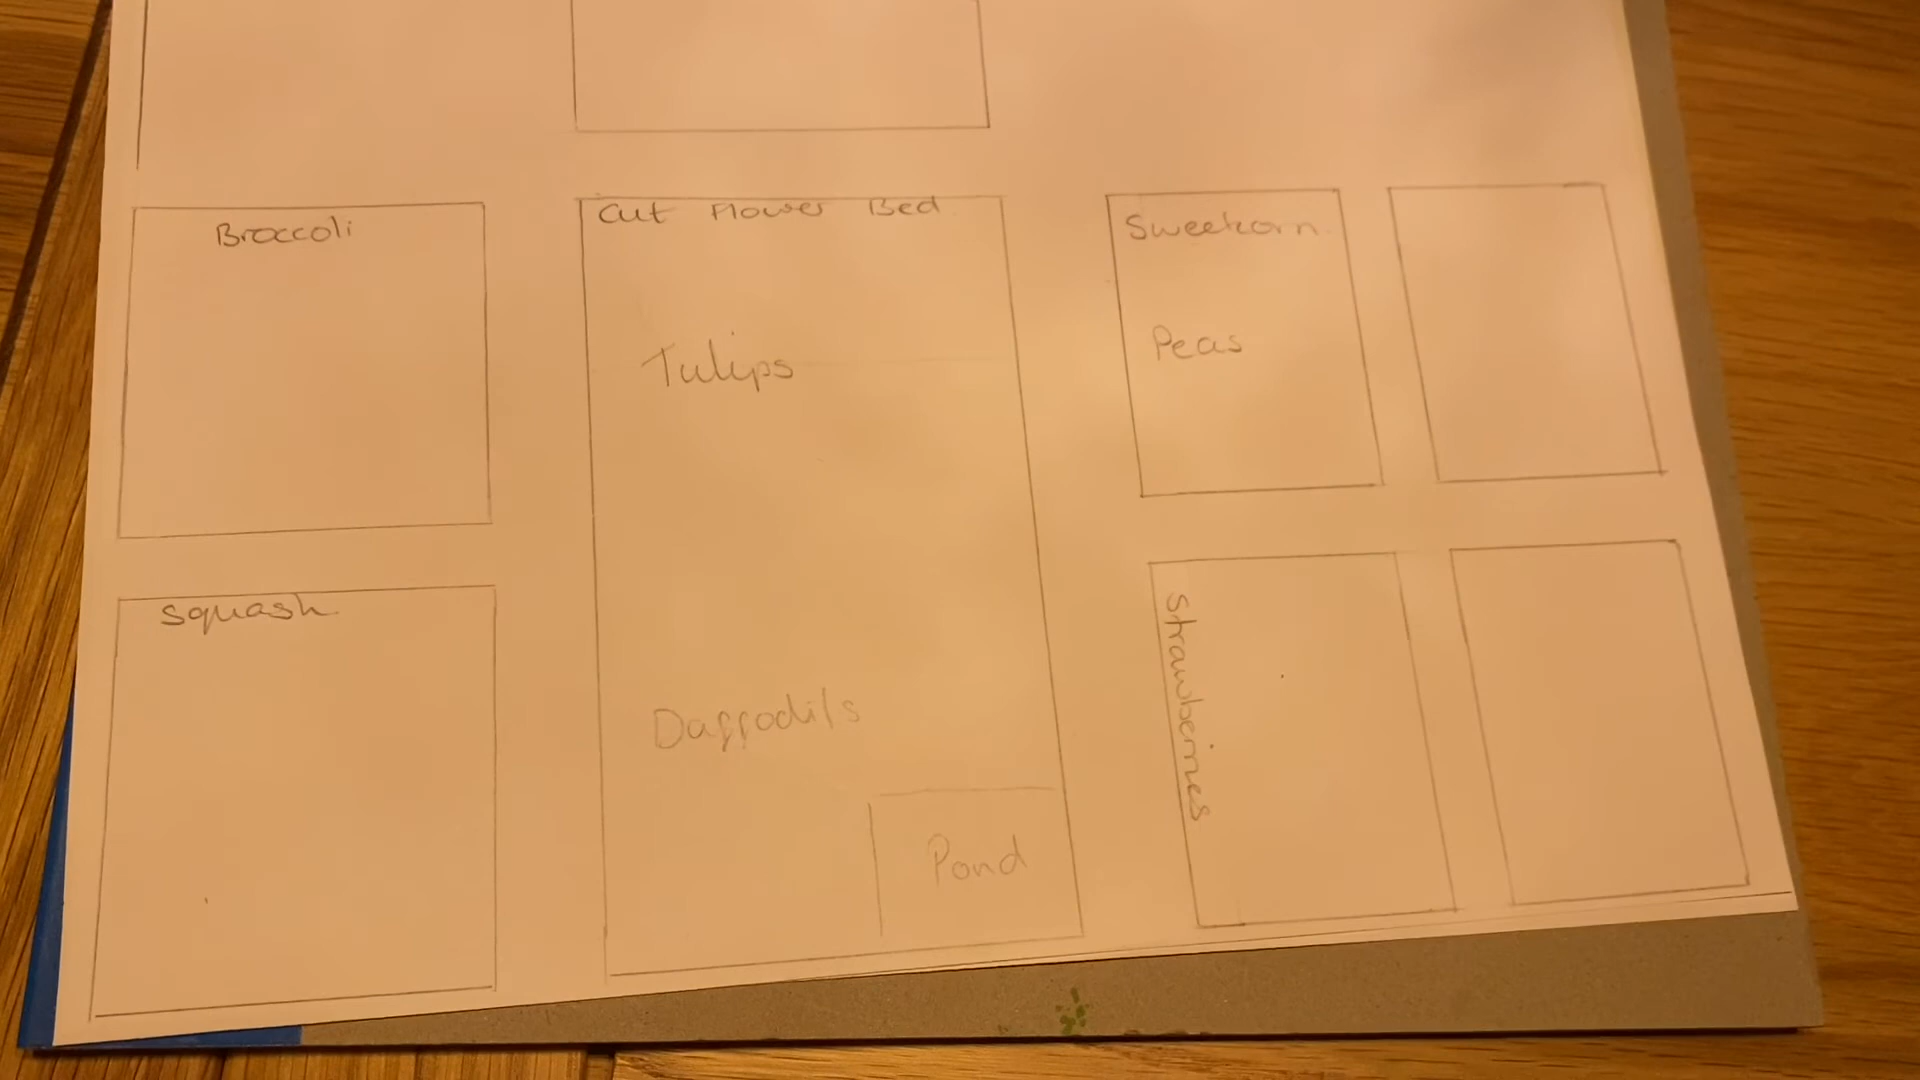 Broccoli
Cut Flower Bed
Sweetcorn
Tulips
Peas
Squash
Strawberries
Daffodils
Pond